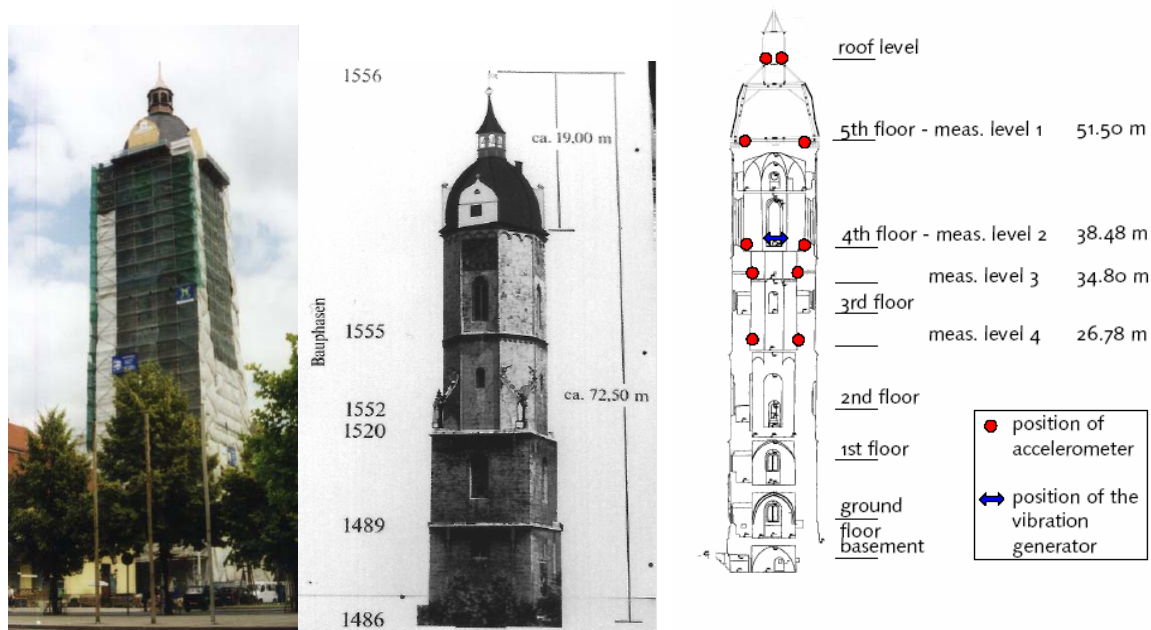 1556
ca. 19,00 m
Bauphasen
1555
ca. 72,50 m
1552
1520
1489
1486
roof level
5th floor - meas. level 1 51.50 m
4th floor - meas. level 2 38.48 m
meas. level 3 34.80 m
3rd floor
meas. level 4 26.78 m
2nd floor
1st floor
ground
floor
basement
position of
accelerometer
position of the
vibration
generator